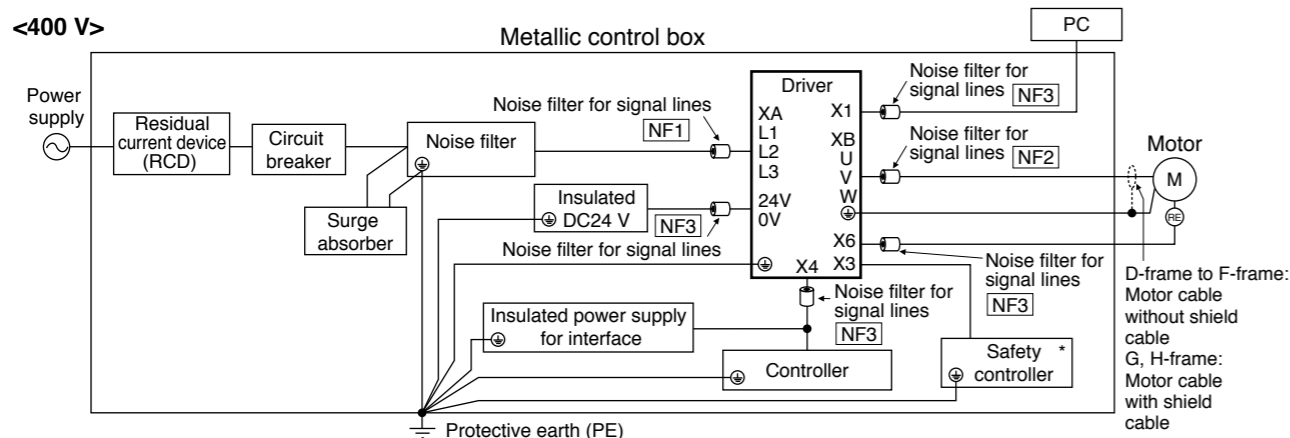 <400 V>
Metallic control box
PC
Power
supply
Residual
current device
(RCD)
Circuit
breaker
Noise filter
Surge
absorber
Noise filter for signal lines
NF1
Insulated
DC24 V
NF3
Noise filter for signal lines
Driver
XA
L1
L2
L3
24V
0V
X1
XB
U
V
W
X6
X4
X3
Noise filter for
signal lines NF3
Noise filter for
signal lines NF2
Motor
M
RE
Noise filter for
signal lines
NF3
Noise filter for
signal lines
NF3
Insulated power supply
for interface
Controller
Safety *
controller
D-frame to F-frame:
Motor cable
without shield
cable
G, H-frame:
Motor cable
with shield
cable
Protective earth (PE)